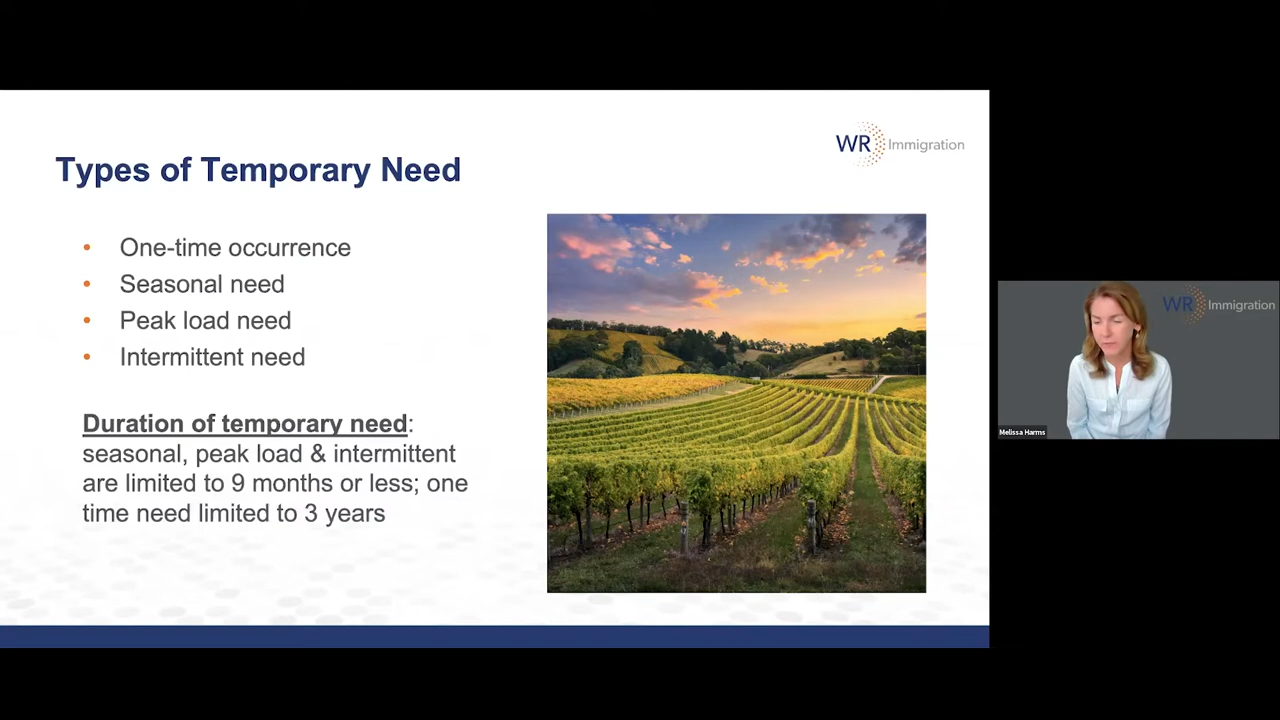 WR Immigration
Types of Temporary Need
• One-time occurrence
• Seasonal need
• Peak load need
• Intermittent need
Duration of temporary need:
seasonal, peak load & intermittent
are limited to 9 months or less; one
time need limited to 3 years
WR Immigration
Melissa Harms